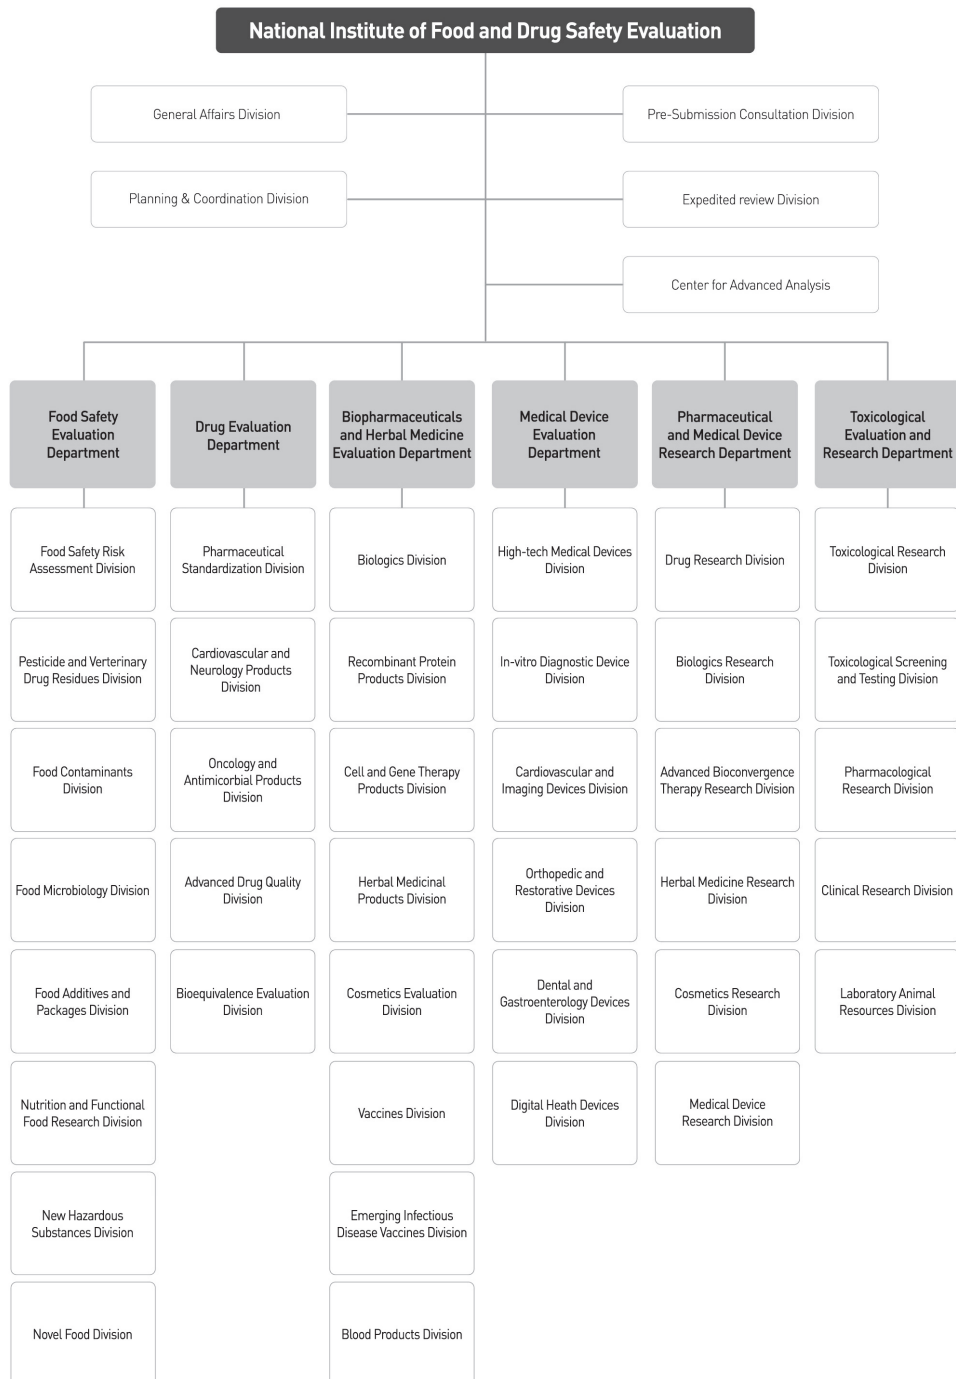 National Institute of Food and Drug Safety Evaluation
General Affairs Division
Pre-Submission Consultation Division
Planning & Coordination Division
Expedited review Division
Center for Advanced Analysis
Food Safety
Evaluation
Department
Drug Evaluation
Department
Biopharmaceuticals
and Herbal Medicine
Evaluation Department
Medical Device
Evaluation
Department
Pharmaceutical
and Medical Device
Research Department
Toxicological
Evaluation and
Research Department
Food Safety Risk
Assessment Division
Pharmaceutical
Standardization Division
Biologics Division
High-tech Medical Devices
Division
Drug Research Division
Toxicological Research
Division
Pesticide and Verterinary
Drug Residues Division
Cardiovascular and
Neurology Products
Division
Recombinant Protein
Products Division
In-vitro Diagnostic Device
Division
Biologics Research
Division
Toxicological Screening
and Testing Division
Food Contaminants
Division
Oncology and
Antimicorbial Products
Division
Cell and Gene Therapy
Products Division
Cardiovascular and
Imaging Devices Division
Advanced Bioconvergence
Therapy Research Division
Pharmacological
Research Division
Food Microbiology Division
Advanced Drug Quality
Division
Herbal Medicinal
Products Division
Orthopedic and
Restorative Devices
Division
Herbal Medicine Research
Division
Clinical Research Division
Food Additives and
Packages Division
Bioequivalence Evaluation
Division
Cosmetics Evaluation
Division
Dental and
Gastroenterology Devices
Division
Cosmetics Research
Division
Laboratory Animal
Resources Division
Nutrition and Functional
Food Research Division
Vaccines Division
Digital Heath Devices
Division
Medical Device
Research Division
New Hazardous
Substances Division
Emerging Infectious
Disease Vaccines Division
Novel Food Division
Blood Products Division